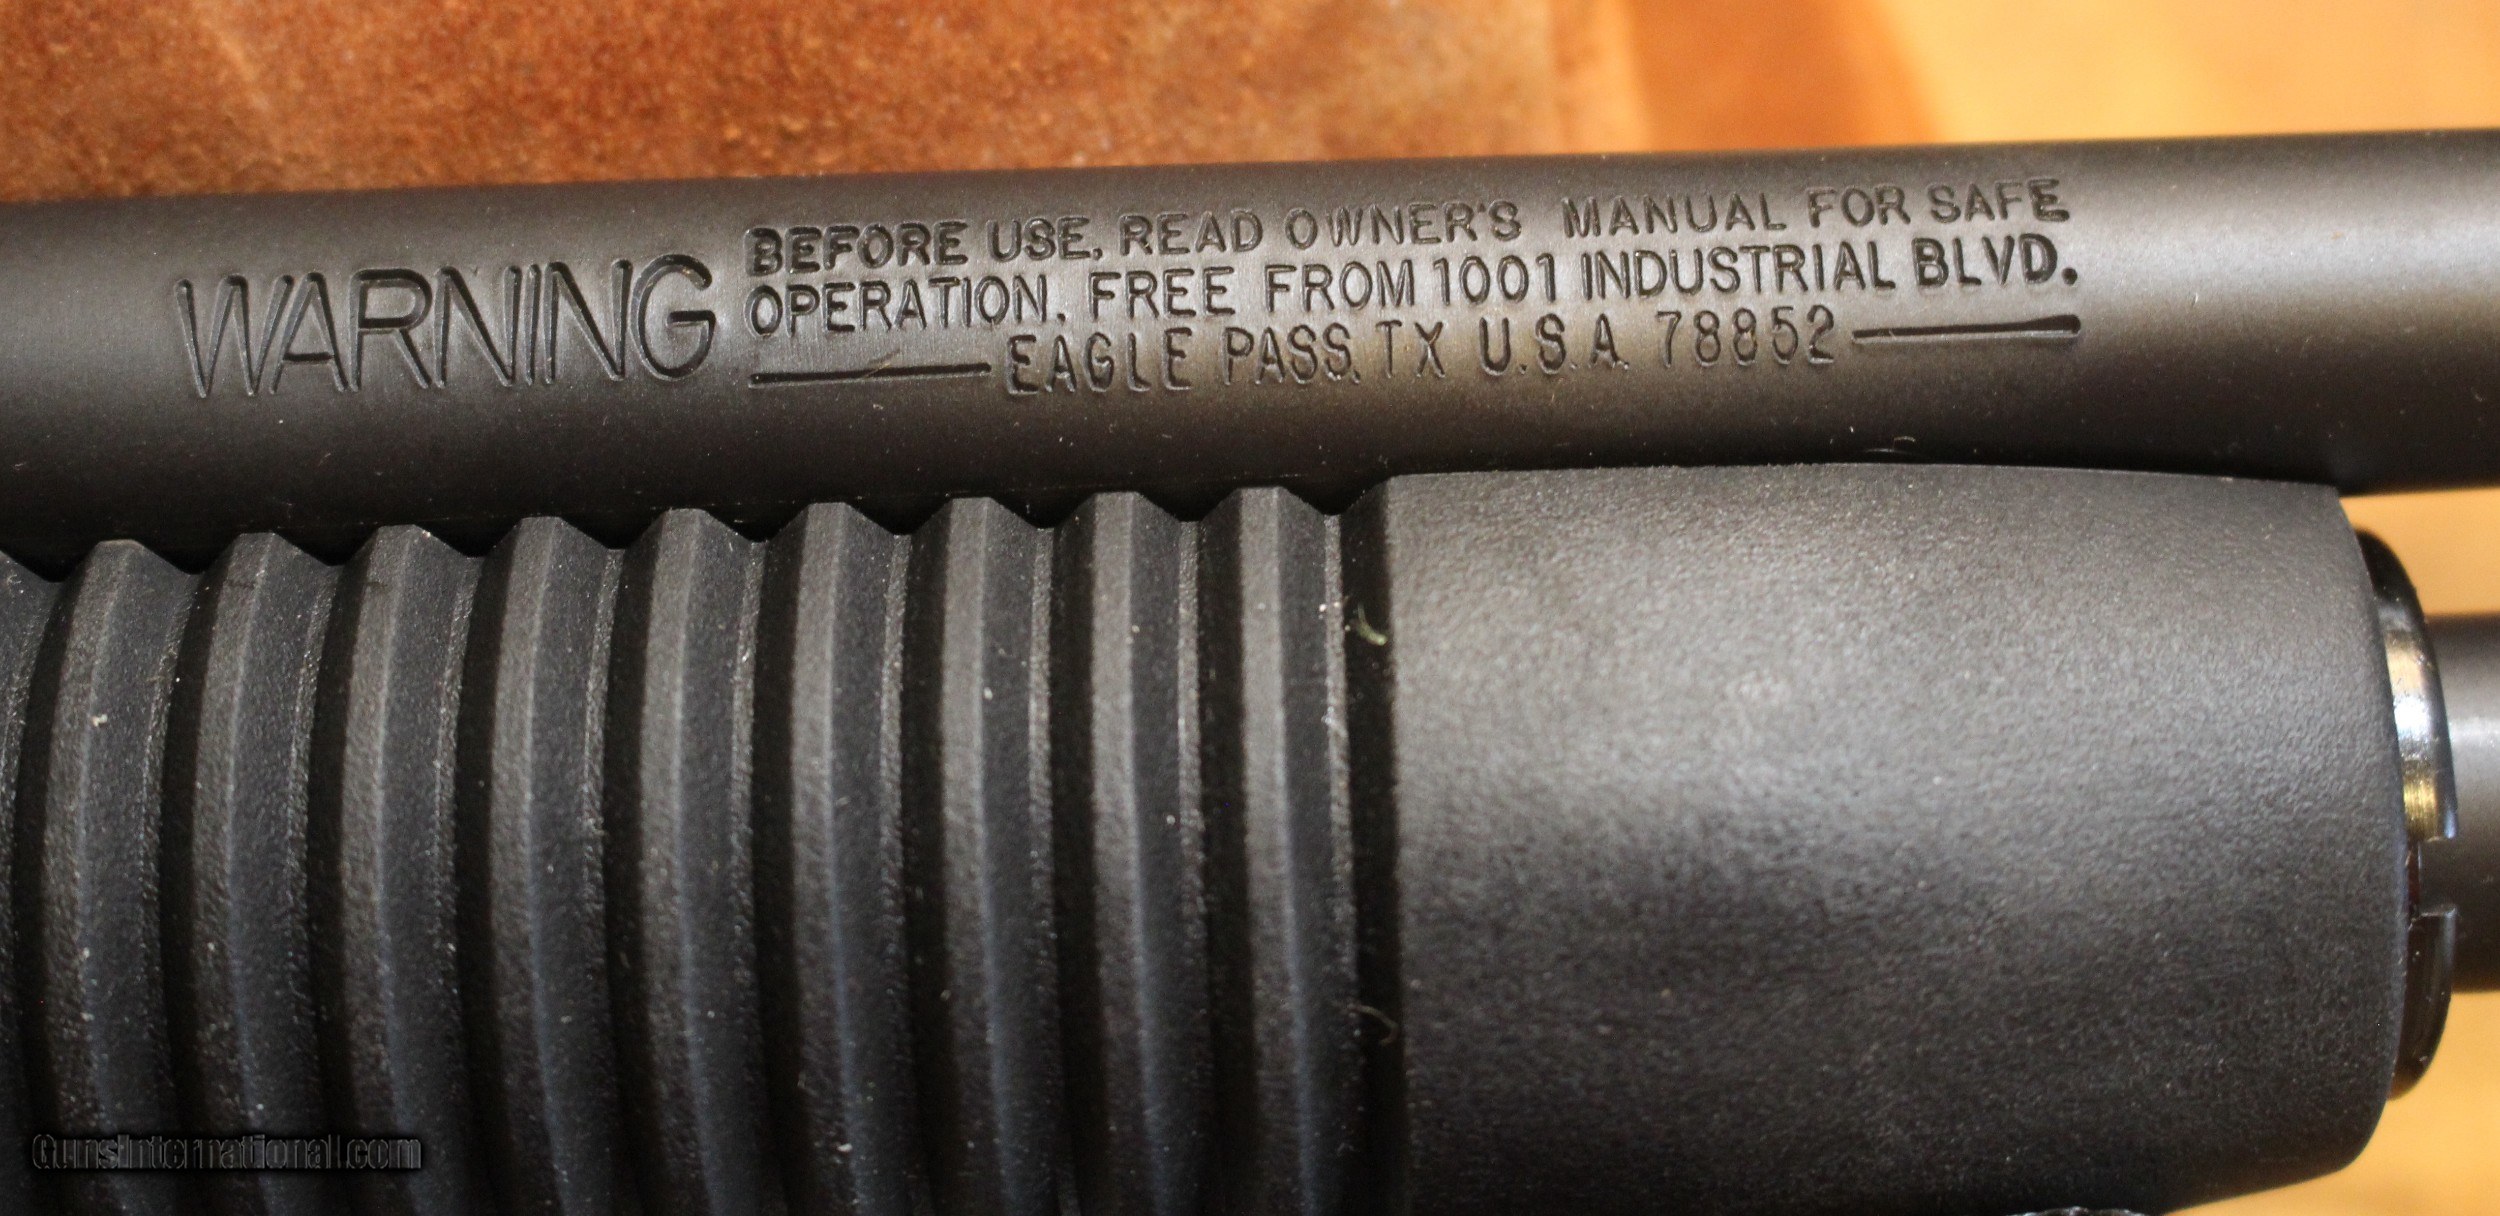 WARNING
BEFORE USE, READ OWNER'S MANUAL FOR SAFE
OPERATION. FREE FROM 1001 INDUSTRIAL BLVD.
EAGLE PASS, TX U.S.A. 78852
GunsInternational.com